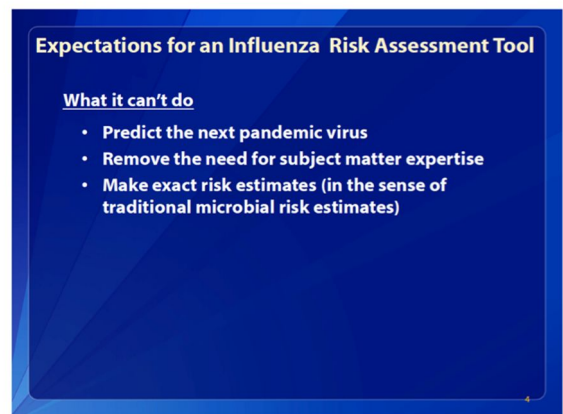 Expectations for an Influenza Risk Assessment Tool
What it can't do
• Predict the next pandemic virus
• Remove the need for subject matter expertise
• Make exact risk estimates (in the sense of
traditional microbial risk estimates)
4